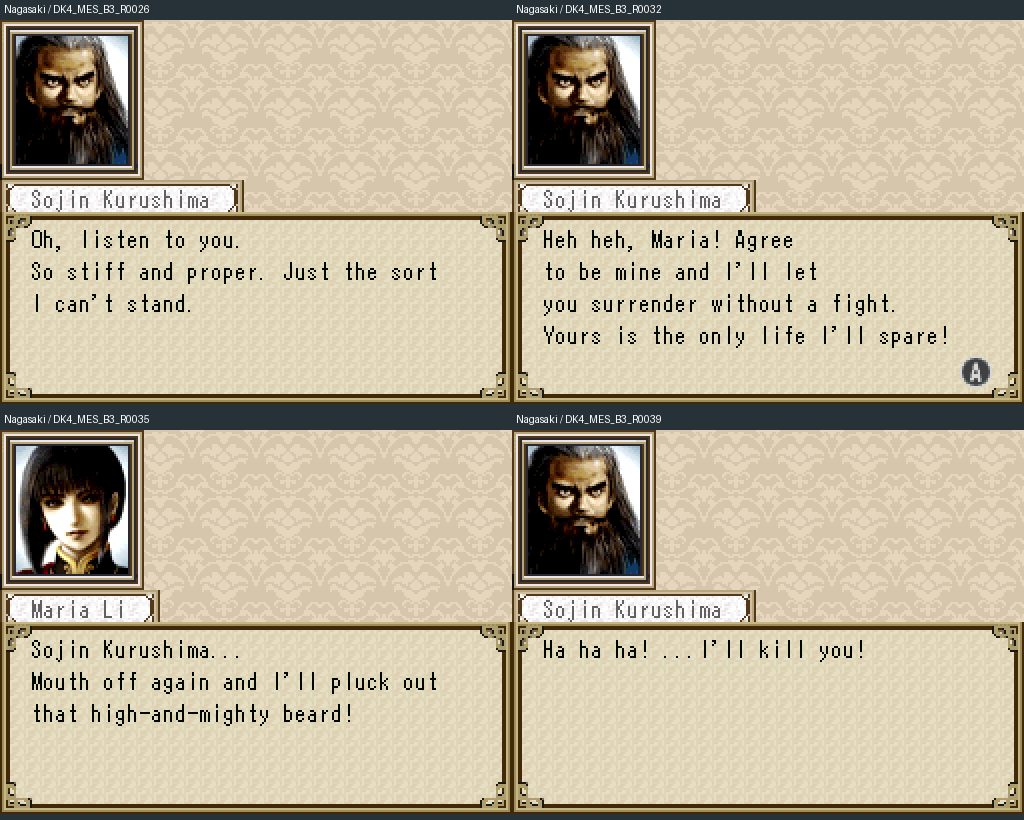 Nagasaki / DK4_MES_B3_R0026
Sojin Kurushima
Oh, listen to you.
So stiff and proper. Just the sort
I can't stand.
Nagasaki / DK4_MES_B3_R0032
Sojin Kurushima
Heh heh, Maria! Agree
to be mine and I'll let
you surrender without a fight.
Yours is the only life I'll spare!
A
Nagasaki / DK4_MES_B3_R0035
Maria Li
Sojin Kurushima...
Mouth off again and I'll pluck out
that high-and-mighty beard!
Nagasaki / DK4_MES_B3_R0039
Sojin Kurushima
Ha ha ha! ...I'll kill you!